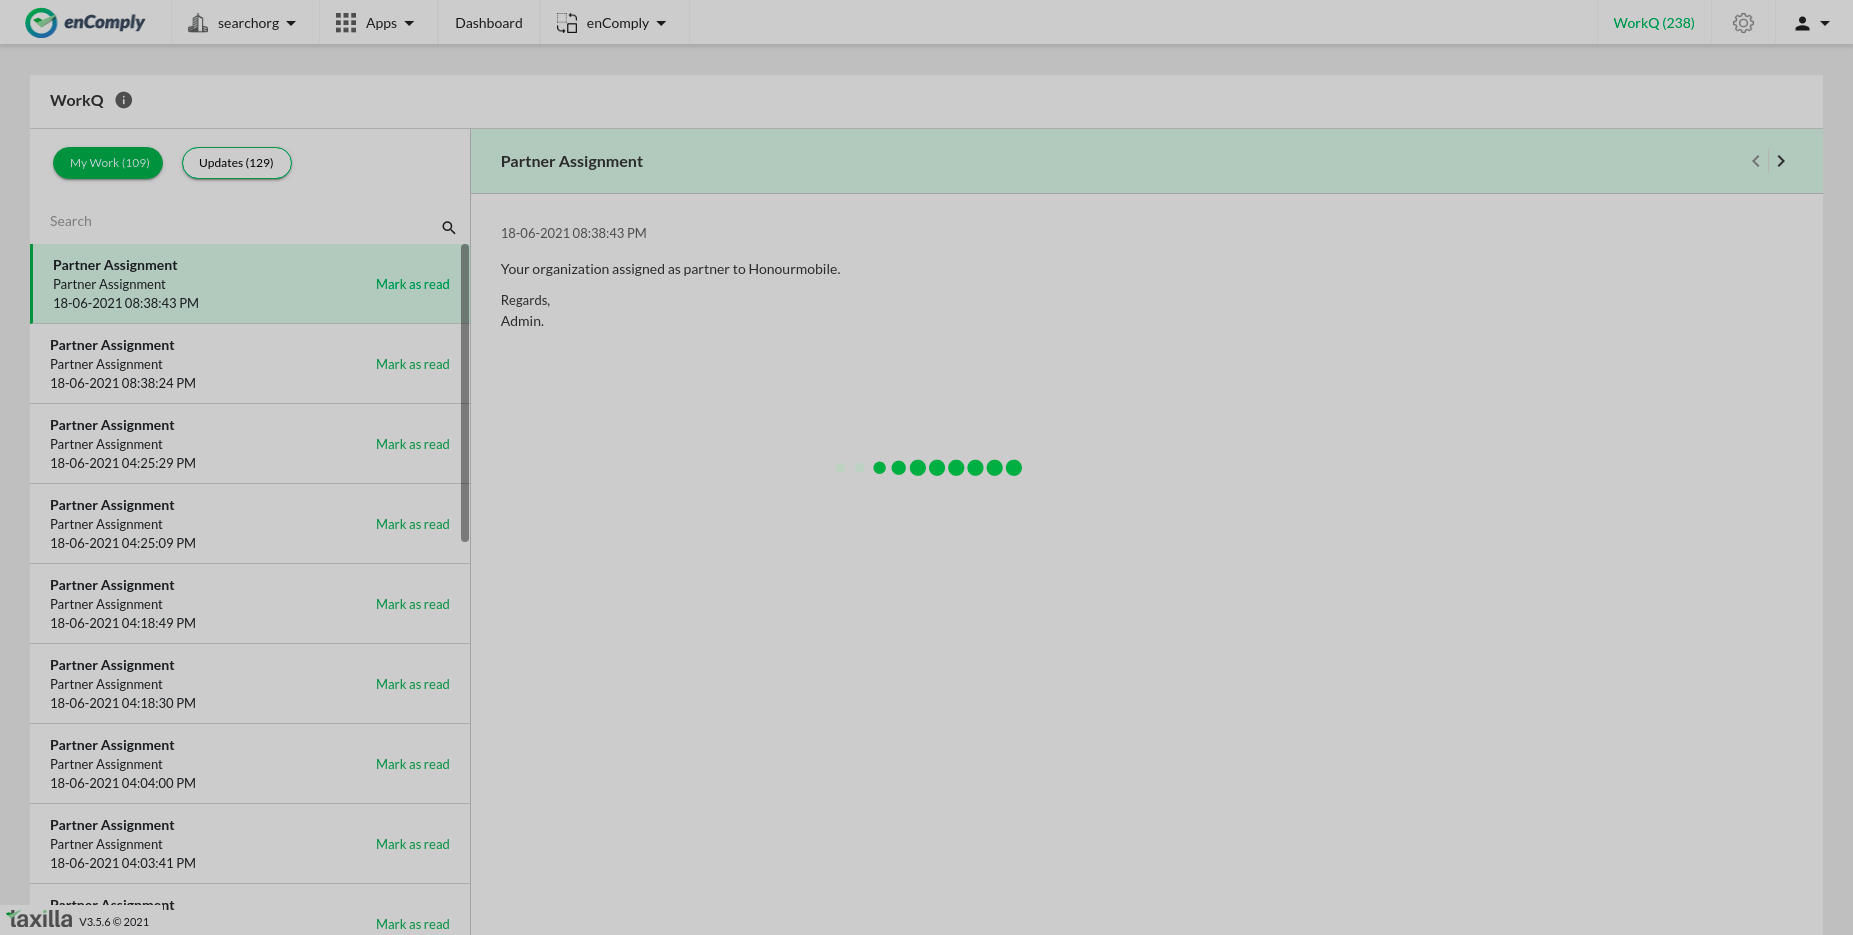 enComply
searchorg
Apps
Dashboard
enComply
WorkQ (238)
WorkQ
My Work (109)
Updates (129)
Search
Partner Assignment
Partner Assignment
Mark as read
18-06-2021 08:38:43 PM
Partner Assignment
Partner Assignment
Mark as read
18-06-2021 08:38:24 PM
Partner Assignment
Partner Assignment
Mark as read
18-06-2021 04:25:29 PM
Partner Assignment
Partner Assignment
Mark as read
18-06-2021 04:25:09 PM
Partner Assignment
Partner Assignment
Mark as read
18-06-2021 04:18:49 PM
Partner Assignment
Partner Assignment
Mark as read
18-06-2021 04:18:30 PM
Partner Assignment
Partner Assignment
Mark as read
18-06-2021 04:04:00 PM
Partner Assignment
Partner Assignment
Mark as read
18-06-2021 04:03:41 PM
Partner Assignment
Mark as read
taxilla V3.5.6 © 2021
Partner Assignment
18-06-2021 08:38:43 PM
Your organization assigned as partner to Honourmobile.
Regards,
Admin.